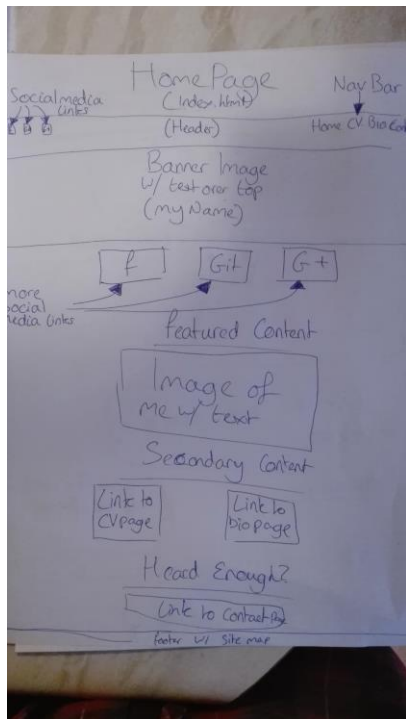 Home Page
(Index.html)
Nav Bar
Social media
Links
(Header)
Home CV Bio
Banner Image
w/ text over top
(my Name)
f
Git
G+
more
social
media links
Featured Content
Image of
me w/ text
Secondary Content
Link to
CV page
Link to
bio page
Heard Enough?
Link to Contact Page
footer w/ site map